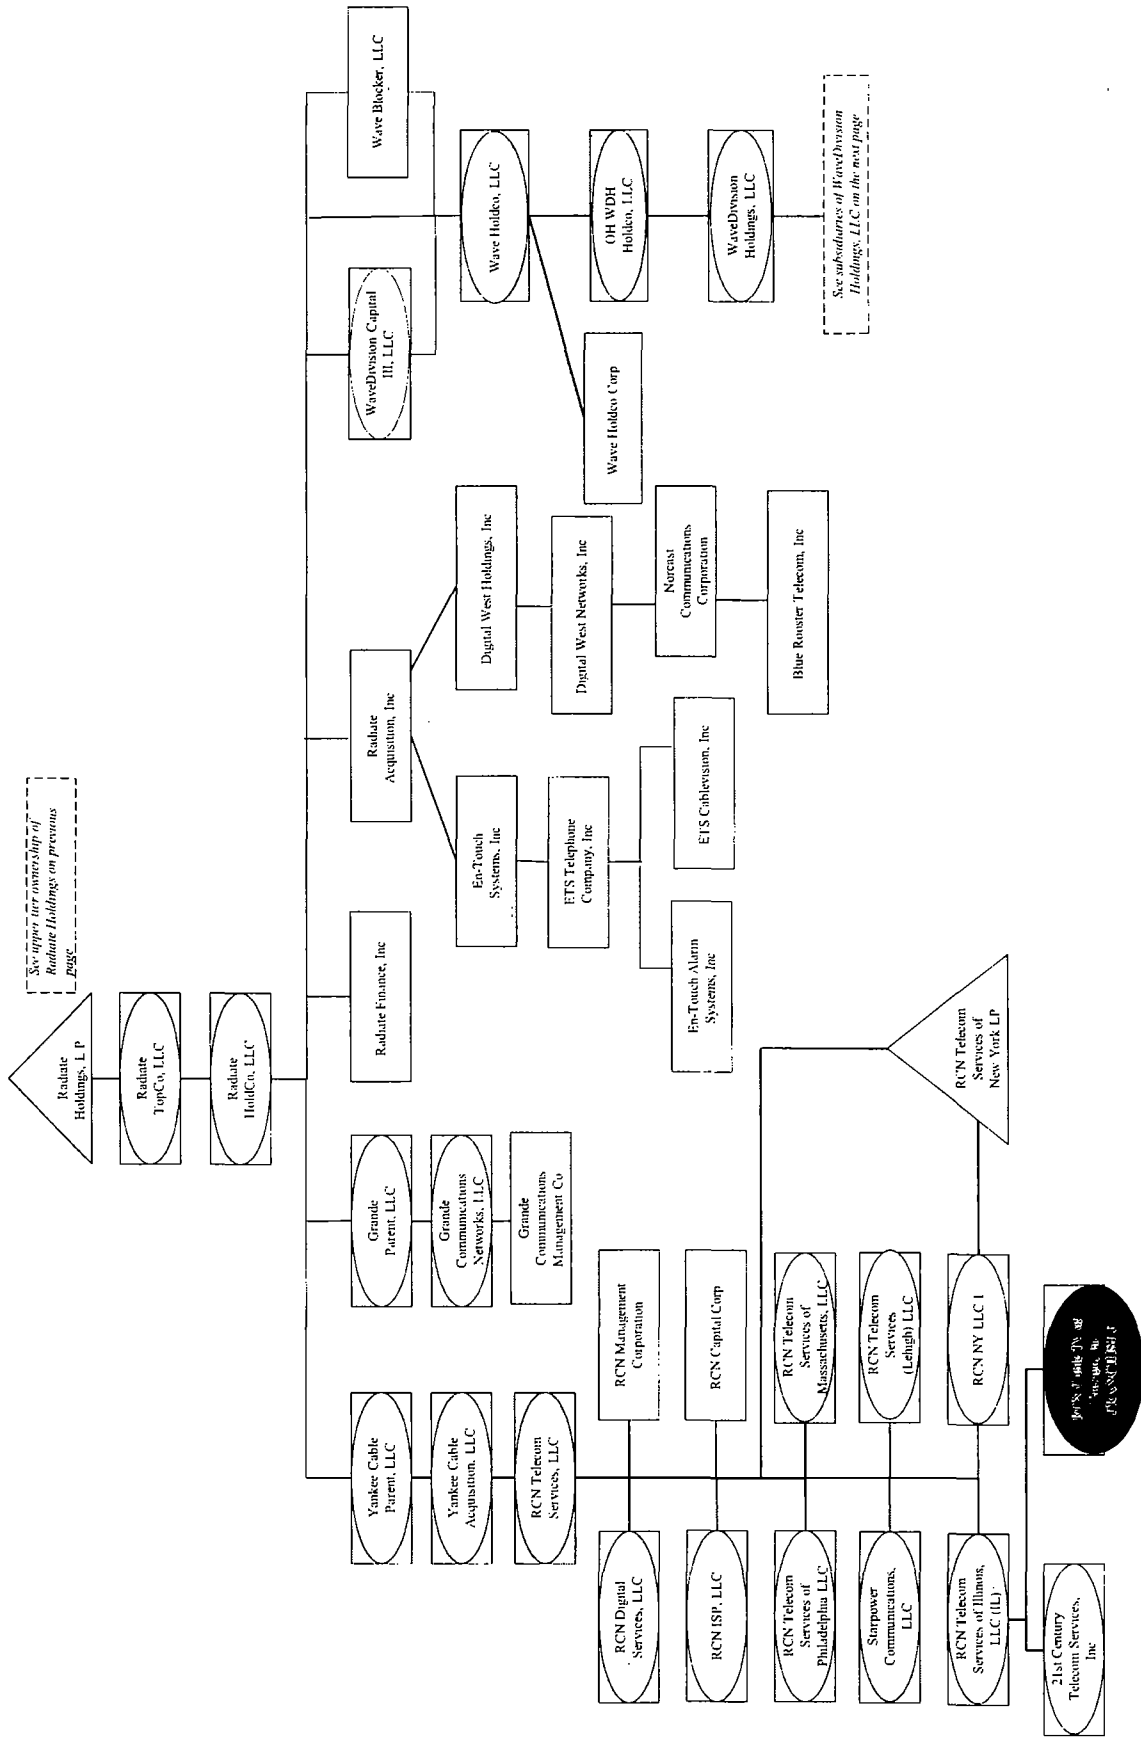 See upper tier ownership of
Radiate Holdings on previous
page
Radiate
Holdings, L P
Radiate
TopCo, LLC
Radiate
HoldCo, LLC
Yankee Cable
Parent, LLC
Grande
Parent, LLC
Radiate Finance, Inc
Radiate
Acquisition, Inc
WaveDivision Capital
III, LLC
Wave Blocker, LLC
Yankee Cable
Acquisition, LLC
Grande
Communications
Networks, LLC
En-Touch
Systems, Inc
Digital West Holdings, Inc
Wave Holdco, LLC
RCN Telecom
Services, LLC
Grande
Communications
Management Co
ETS Telephone
Company, Inc
Digital West Networks, Inc
Wave Holdco Corp
OH WDH
Holdco, LLC
RCN Digital
Services, LLC
RCN Management
Corporation
En-Touch Alarm
Systems, Inc
ETS Cablevision, Inc
Norcast
Communications
Corporation
WaveDivision
Holdings, LLC
RCN ISP, LLC
RCN Capital Corp
Blue Rooster Telecom, Inc
See subsidiaries of WaveDivision
Holdings, LLC on the next page
RCN Telecom
Services of
Philadelphia LLC
RCN Telecom
Services of
Massachusetts, LLC
Starpower
Communications,
LLC
RCN Telecom
Services
(Lehigh) LLC
RCN Telecom
Services of Illinois,
LLC (IL)
RCN NY LLC 1
RCN Telecom
Services of
New York LP
21st Century
Telecom Services,
Inc